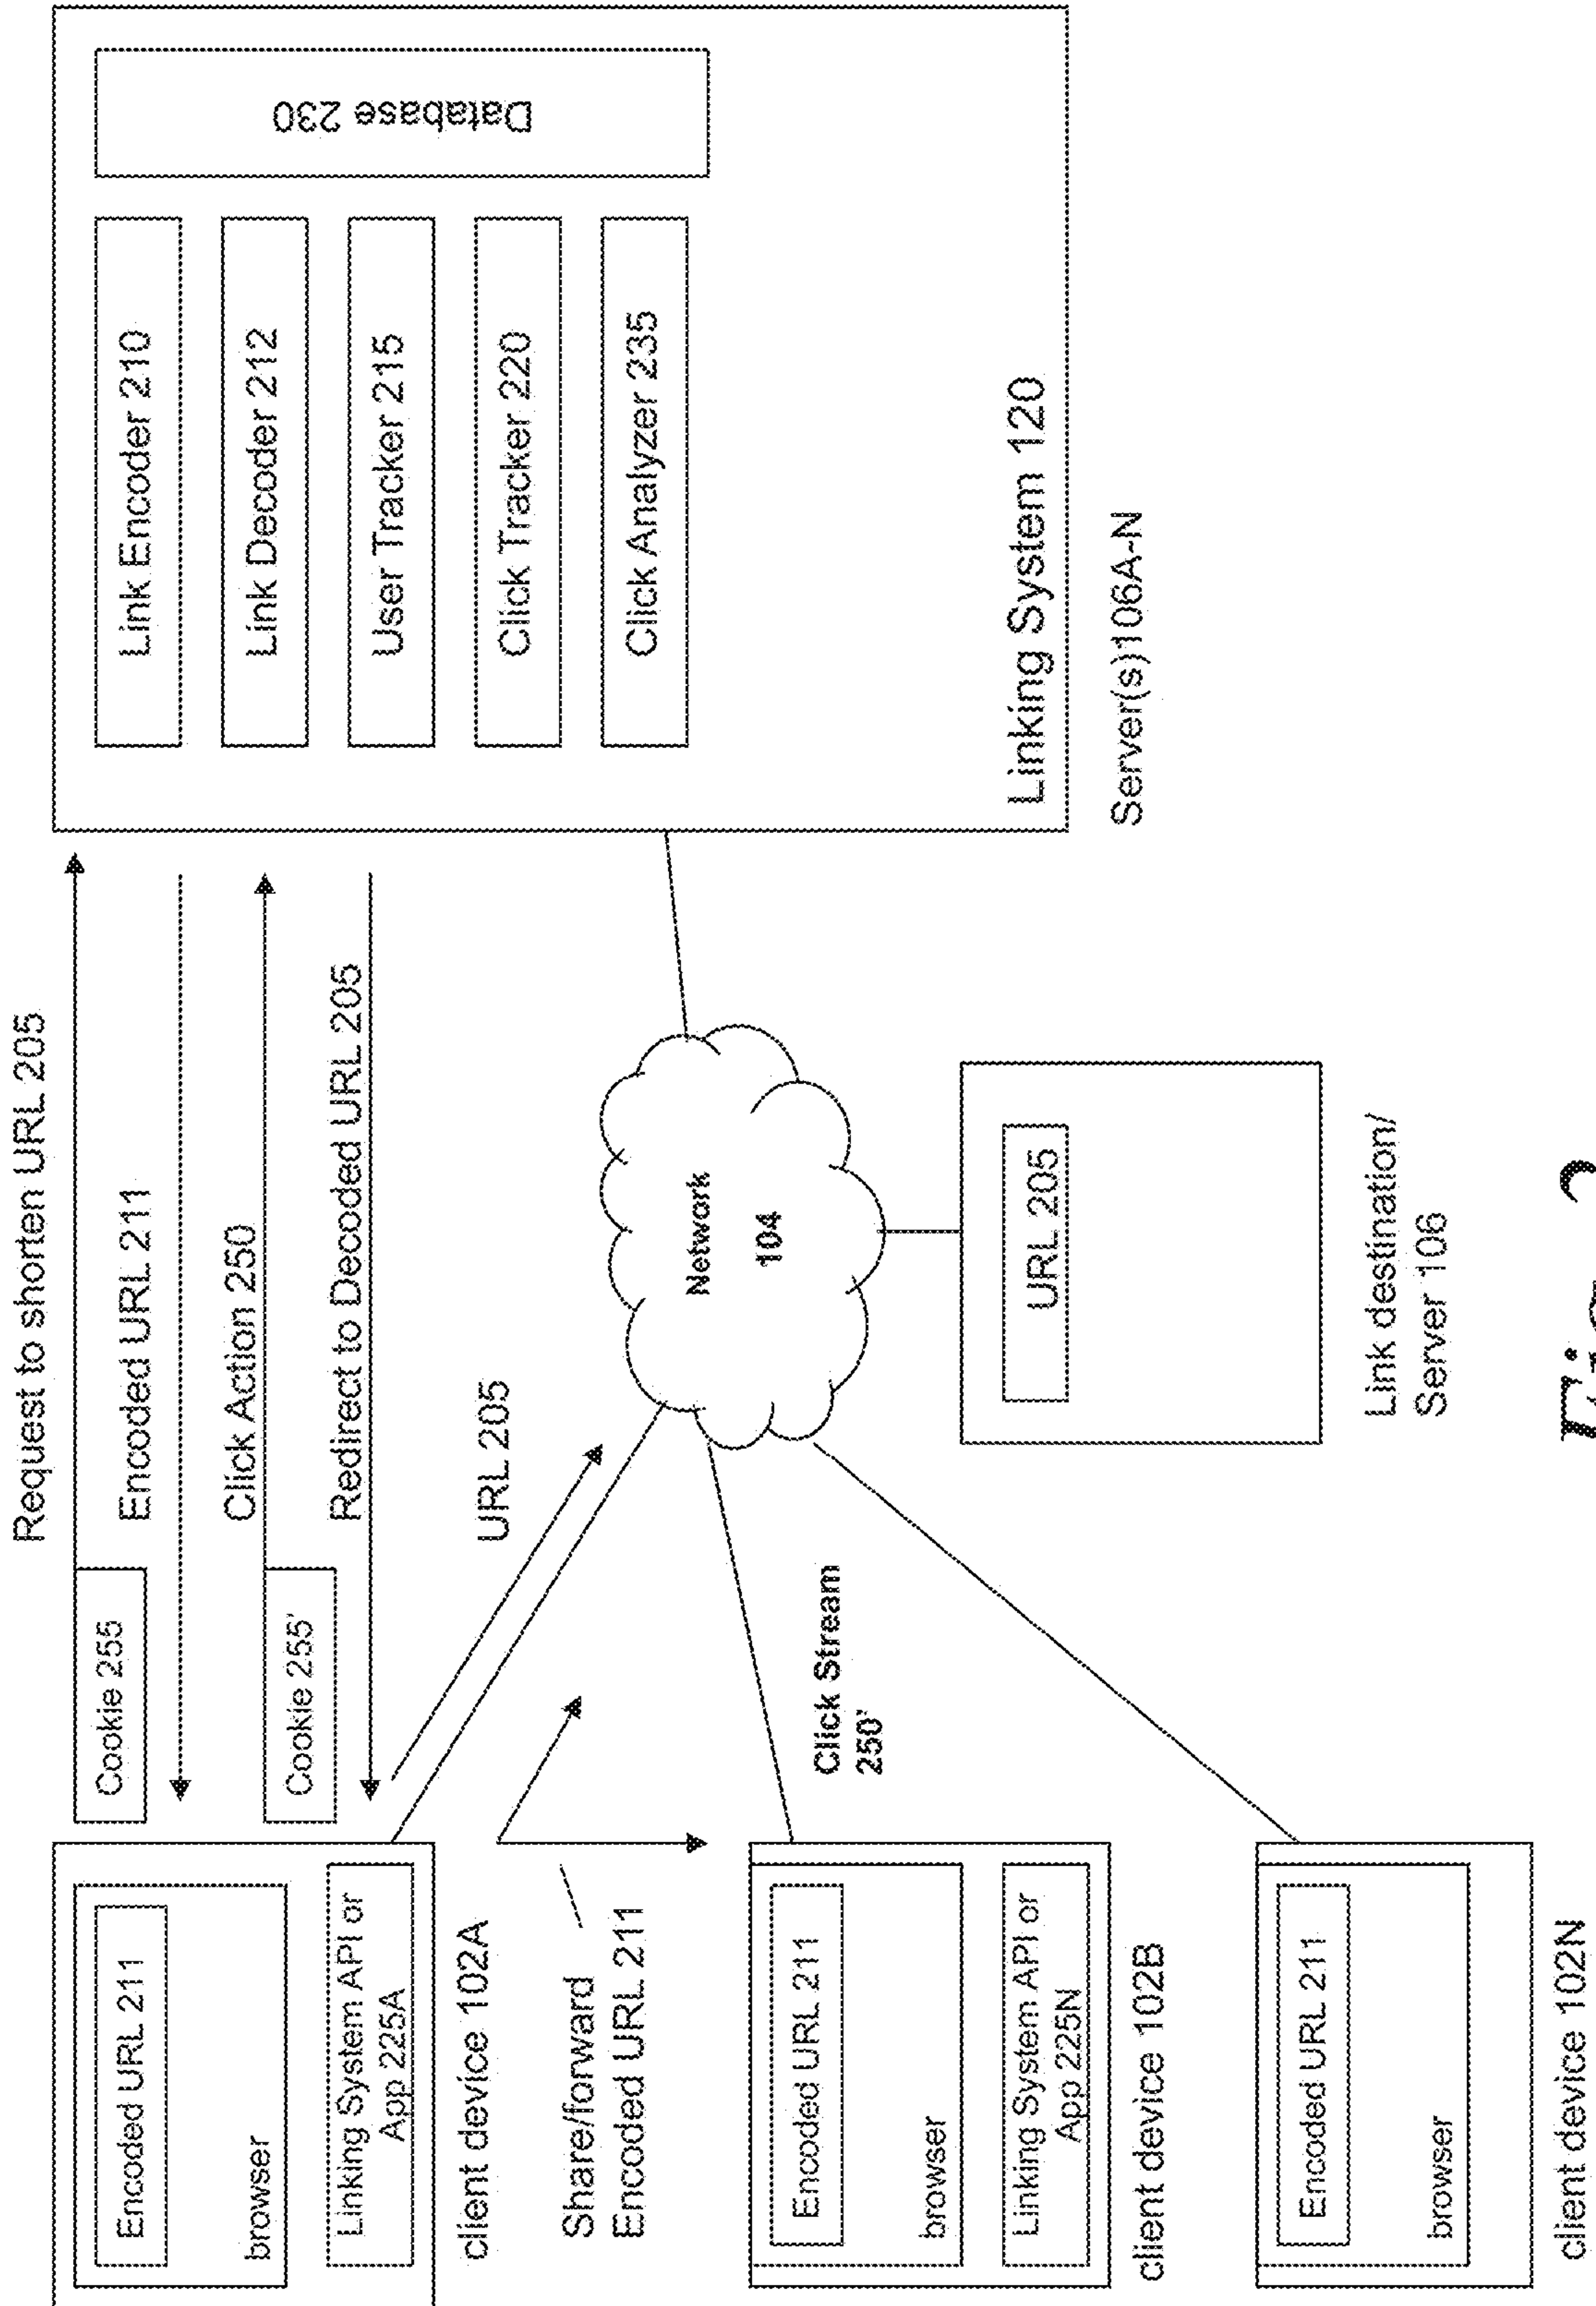 Request to shorten URL 205
Cookie 255
Encoded URL 211
Click Action 250
Cookie 255'
Redirect to Decoded URL 205
URL 205
Encoded URL 211
browser
Linking System API or
App 225A
client device 102A
Share/forward
Encoded URL 211
Click Stream
250'
Encoded URL 211
browser
Linking System API or
App 225N
client device 102B
Encoded URL 211
browser
client device 102N
Network
104
URL 205
Link destination/
Server 106
Link Encoder 210
Link Decoder 212
User Tracker 215
Click Tracker 220
Click Analyzer 235
Database 230
Linking System 120
Server(s)106A-N